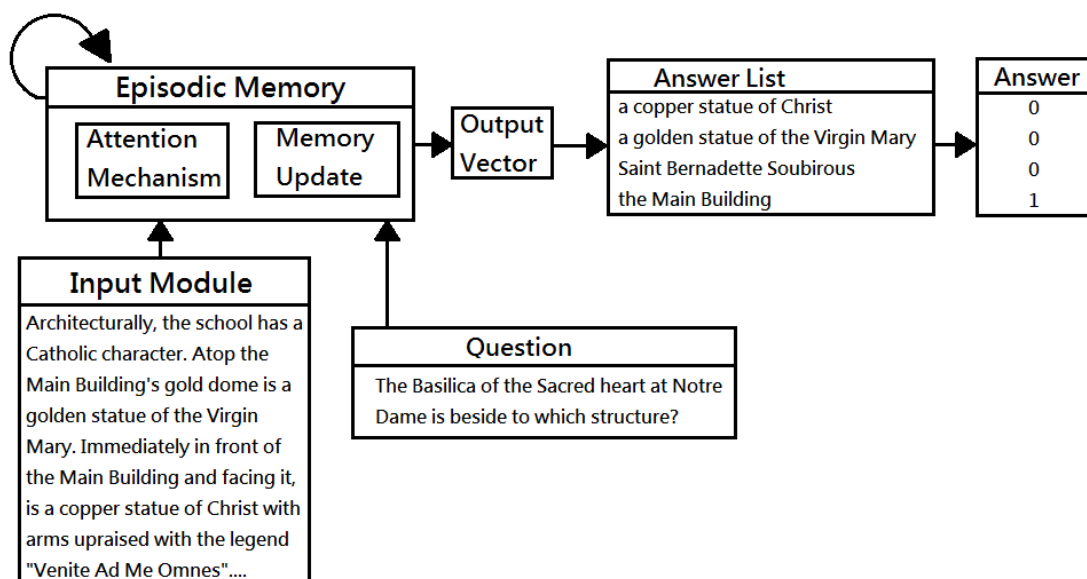 Episodic Memory
Attention
Mechanism
Memory
Update
Output
Vector
Answer List
a copper statue of Christ
a golden statue of the Virgin Mary
Saint Bernadette Soubirous
the Main Building
Answer
0
0
0
1
Input Module
Architecturally, the school has a
Catholic character. Atop the
Main Building's gold dome is a
golden statue of the Virgin
Mary. Immediately in front of
the Main Building and facing it,
is a copper statue of Christ with
arms upraised with the legend
"Venite Ad Me Omnes"....
Question
The Basilica of the Sacred heart at Notre
Dame is beside to which structure?